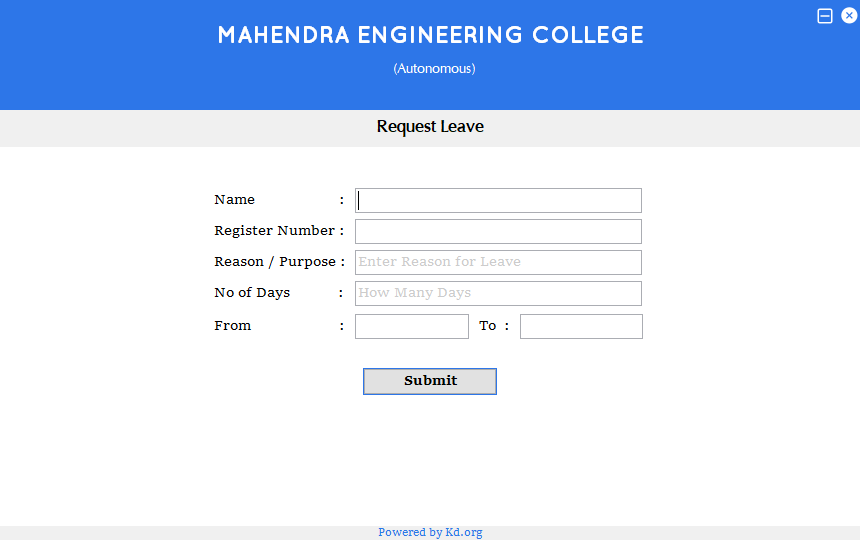 MAHENDRA ENGINEERING COLLEGE
(Autonomous)
Request Leave
Name :
Register Number :
Reason / Purpose : Enter Reason for Leave
No of Days : How Many Days
From : To :
Submit
Powered by Kd.org